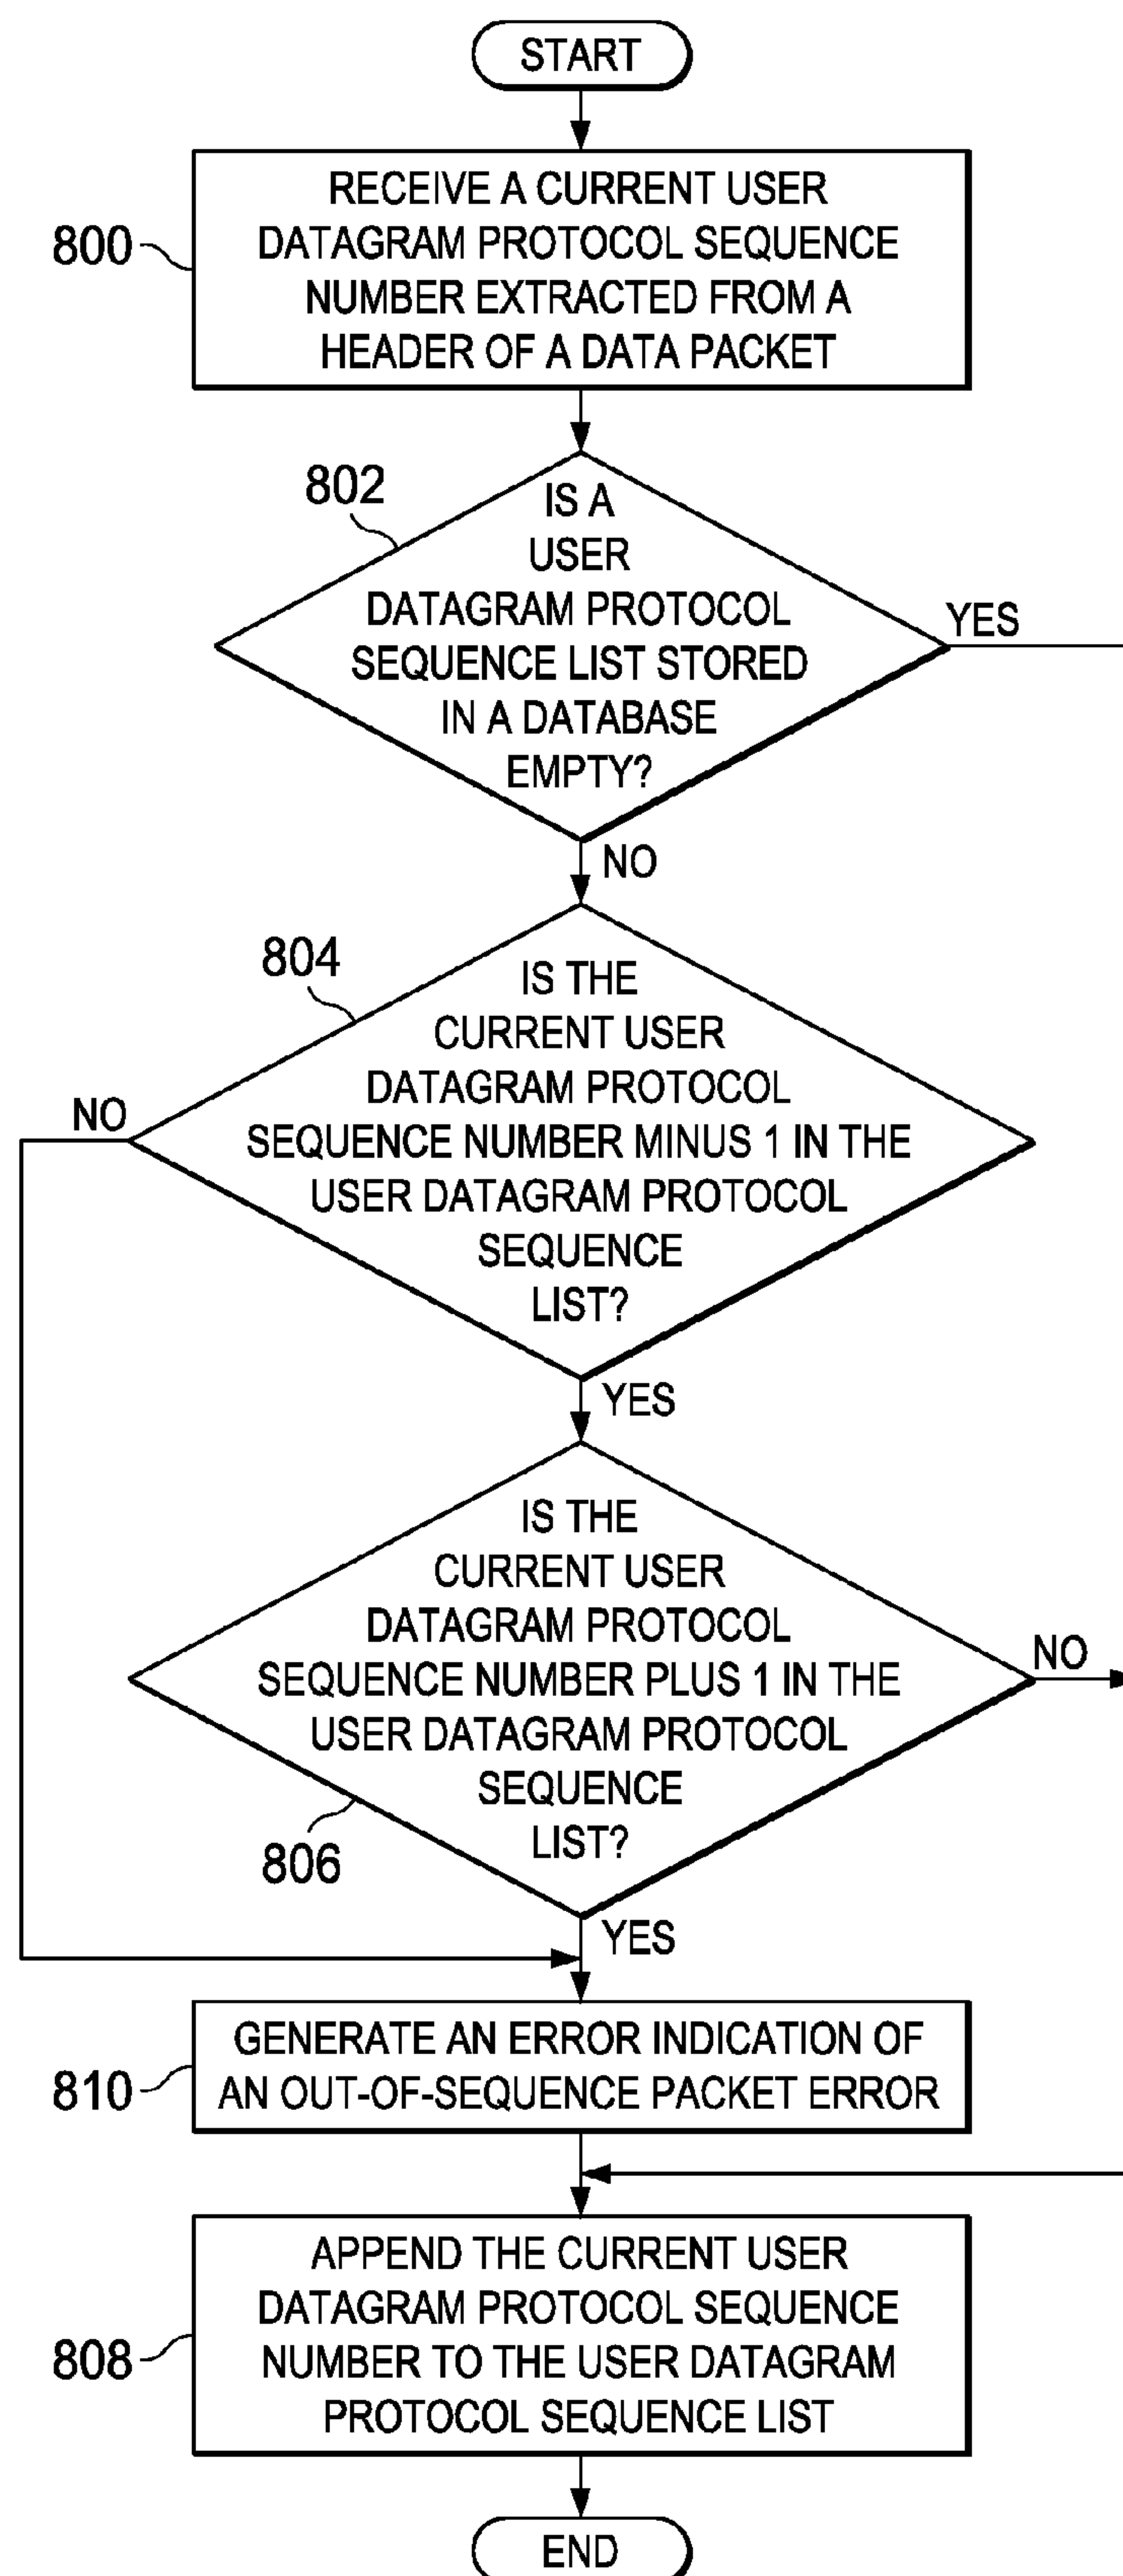 START
800
RECEIVE A CURRENT USER
DATAGRAM PROTOCOL SEQUENCE
NUMBER EXTRACTED FROM A
HEADER OF A DATA PACKET
802
IS A
USER
DATAGRAM PROTOCOL
SEQUENCE LIST STORED
IN A DATABASE
EMPTY?
YES
NO
804
IS THE
CURRENT USER
DATAGRAM PROTOCOL
SEQUENCE NUMBER MINUS 1 IN THE
USER DATAGRAM PROTOCOL
SEQUENCE
LIST?
NO
YES
IS THE
CURRENT USER
DATAGRAM PROTOCOL
SEQUENCE NUMBER PLUS 1 IN THE
USER DATAGRAM PROTOCOL
SEQUENCE
LIST?
NO
806
YES
810
GENERATE AN ERROR INDICATION OF
AN OUT-OF-SEQUENCE PACKET ERROR
808
APPEND THE CURRENT USER
DATAGRAM PROTOCOL SEQUENCE
NUMBER TO THE USER DATAGRAM
PROTOCOL SEQUENCE LIST
END